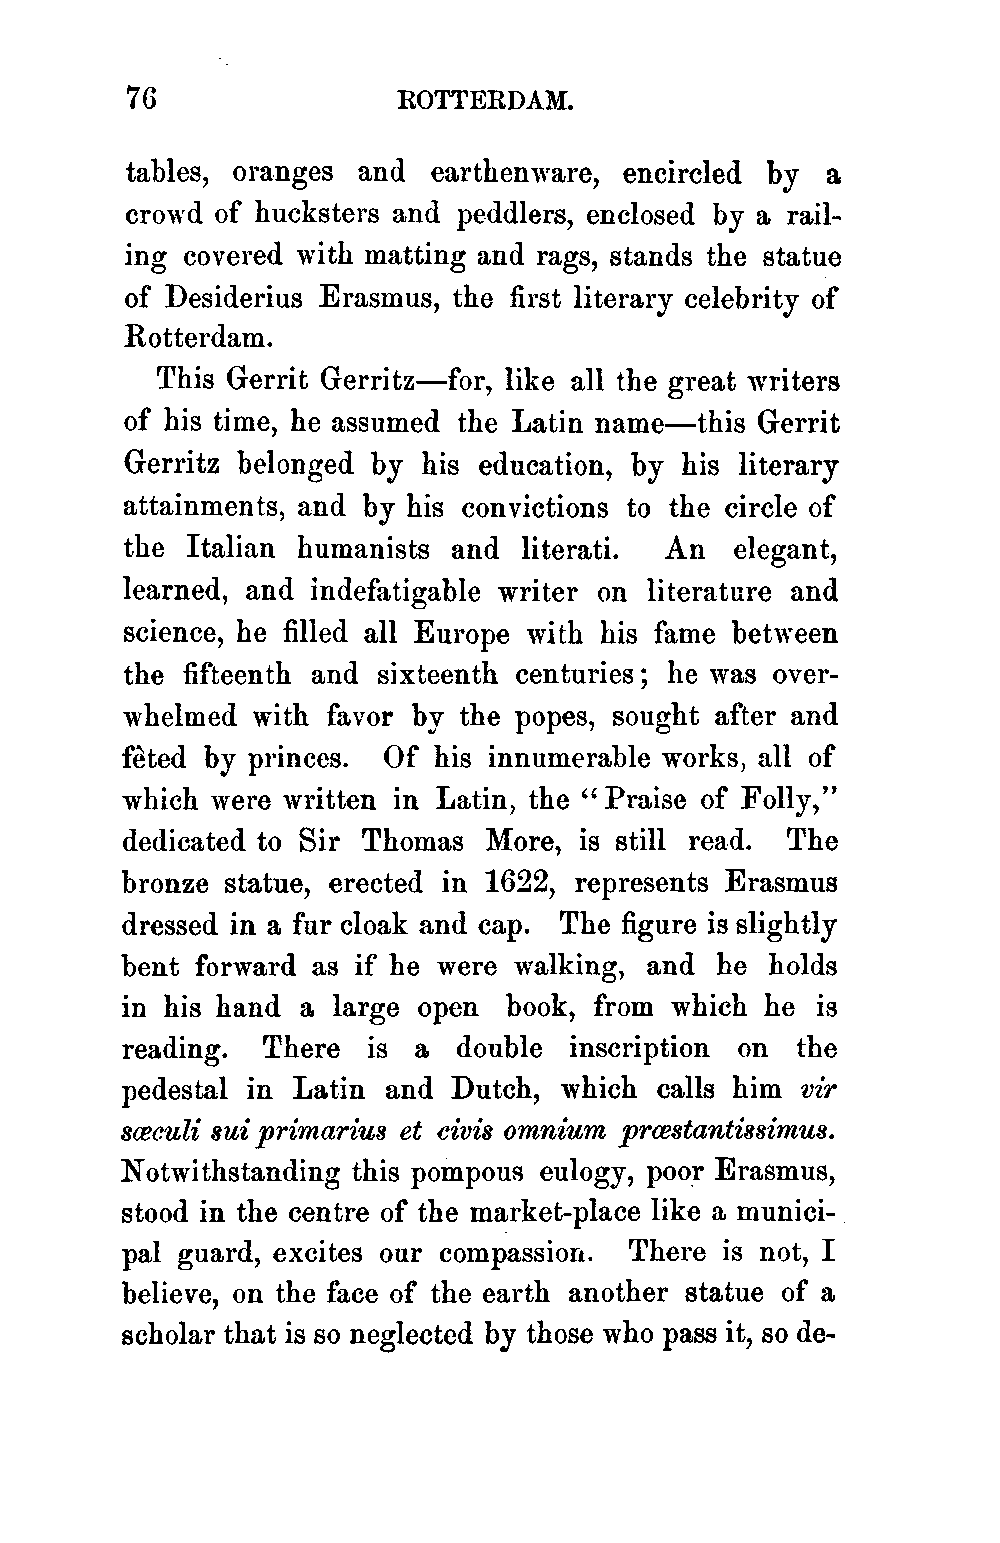 76 ROTTERDAM.
tables, oranges and earthenware, encircled by a
crowd of hucksters and peddlers, enclosed by a rail-
ing covered with matting and rags, stands the statue
of Desiderius Erasmus, the first literary celebrity of
Rotterdam.
This Gerrit Gerritz—for, like all the great writers
of his time, he assumed the Latin name—this Gerrit
Gerritz belonged by his education, by his literary
attainments, and by his convictions to the circle of
the Italian humanists and literati. An elegant,
learned, and indefatigable writer on literature and
science, he filled all Europe with his fame between
the fifteenth and sixteenth centuries; he was over-
whelmed with favor by the popes, sought after and
fêted by princes. Of his innumerable works, all of
which were written in Latin, the “Praise of Folly,”
dedicated to Sir Thomas More, is still read. The
bronze statue, erected in 1622, represents Erasmus
dressed in a fur cloak and cap. The figure is slightly
bent forward as if he were walking, and he holds
in his hand a large open book, from which he is
reading. There is a double inscription on the
pedestal in Latin and Dutch, which calls him vir
sæculi sui primarius et civis omnium præstantissimus.
Notwithstanding this pompous eulogy, poor Erasmus,
stood in the centre of the market-place like a munici-
pal guard, excites our compassion. There is not, I
believe, on the face of the earth another statue of a
scholar that is so neglected by those who pass it, so de-